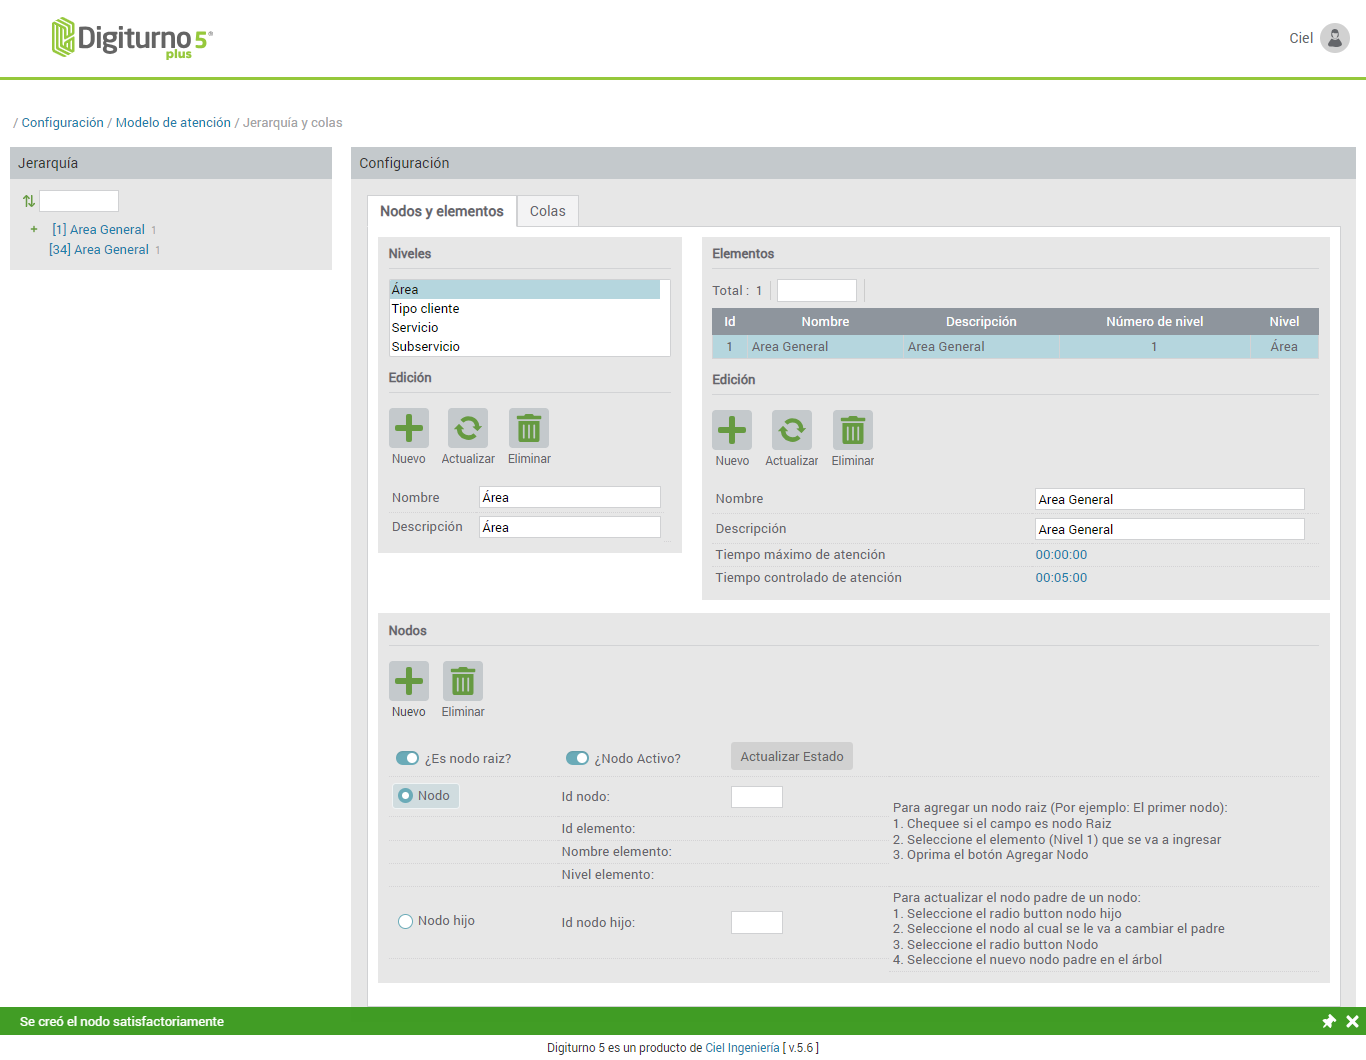 Digiturno 5®
plus
Ciel
/ Configuración / Modelo de atención / Jerarquía y colas
Jerarquía
[1] Area General 1
[34] Area General 1
Configuración
Nodos y elementos
Colas
Niveles
Área
Tipo cliente
Servicio
Subservicio
Edición
Nuevo
Actualizar
Eliminar
Nombre
Área
Descripción
Área
Elementos
Total : 1
Id
Nombre
Descripción
Número de nivel
Nivel
1
Area General
Area General
1
Área
Edición
Nuevo
Actualizar
Eliminar
Nombre
Area General
Descripción
Area General
Tiempo máximo de atención
00:00:00
Tiempo controlado de atención
00:05:00
Nodos
Nuevo
Eliminar
¿Es nodo raiz?
¿Nodo Activo?
Actualizar Estado
Nodo
Id nodo:
Id elemento:
Nombre elemento:
Nivel elemento:
Para agregar un nodo raiz (Por ejemplo: El primer nodo):
1. Chequee si el campo es nodo Raiz
2. Seleccione el elemento (Nivel 1) que se va a ingresar
3. Oprima el botón Agregar Nodo
Nodo hijo
Id nodo hijo:
Para actualizar el nodo padre de un nodo:
1. Seleccione el radio button nodo hijo
2. Seleccione el nodo al cual se le va a cambiar el padre
3. Seleccione el radio button Nodo
4. Seleccione el nuevo nodo padre en el árbol
Se creó el nodo satisfactoriamente
Digiturno 5 es un producto de Ciel Ingeniería [ v.5.6 ]